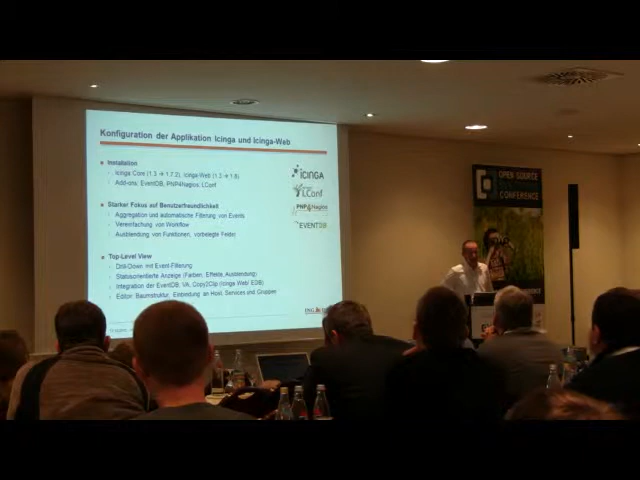 Konfiguration der Applikation Icinga und Icinga-Web
Installation
Icinga Core (1.3 → 1.7.2), Icinga-Web (1.3 → 1.8)
Add-ons: EventDB, PNP4Nagios, LConf
Starker Fokus auf Benutzerfreundlichkeit
Aggregation und automatische Filterung von Events
Vereinfachung von Workflow
Ausblendung von Funktionen, vorbelegte Felder
Top-Level View
Drill-Down mit Event-Filterung
Statusorientierte Anzeige (Farben, Effekte, Ausblendung)
Integration der EventDB, VA, Copy2Clip (Icinga-Web/ EDB)
Editor: Baumstruktur, Einbindung an Host, Services und Gruppen
ICINGA
LConf
PNP4Nagios
EVENTDB
OPEN SOURCE
CONFERENCE